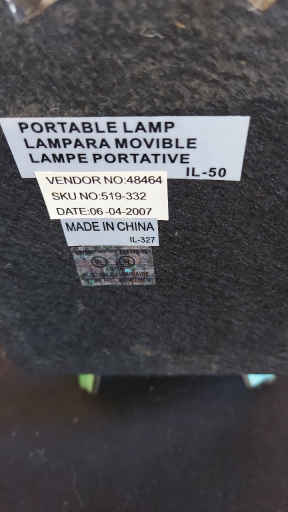 PORTABLE LAMP
LAMPARA MOVIBLE
LAMPE PORTATIVE
IL-50
VENDOR NO:48464
SKU NO:519-332
DATE:06-04-2007
MADE IN CHINA
IL-327